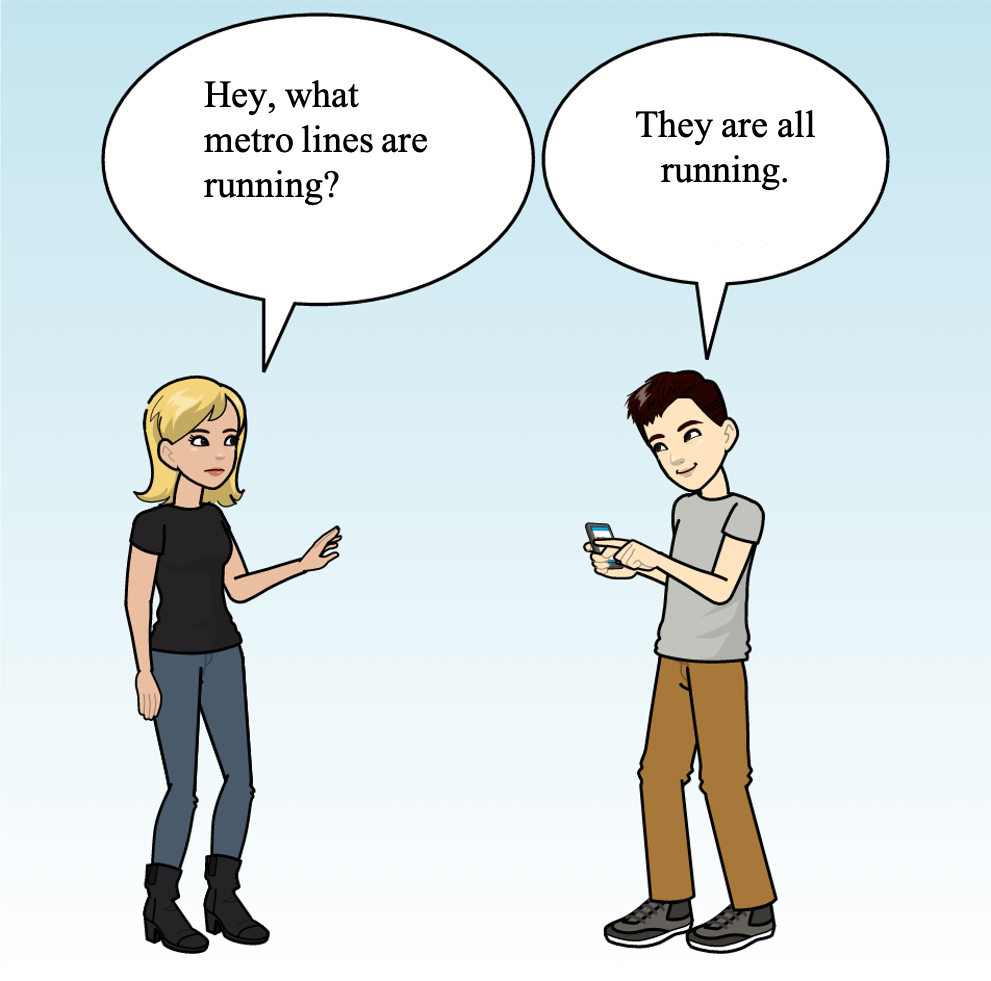 Hey, what
metro lines are
running?
They are all
running.